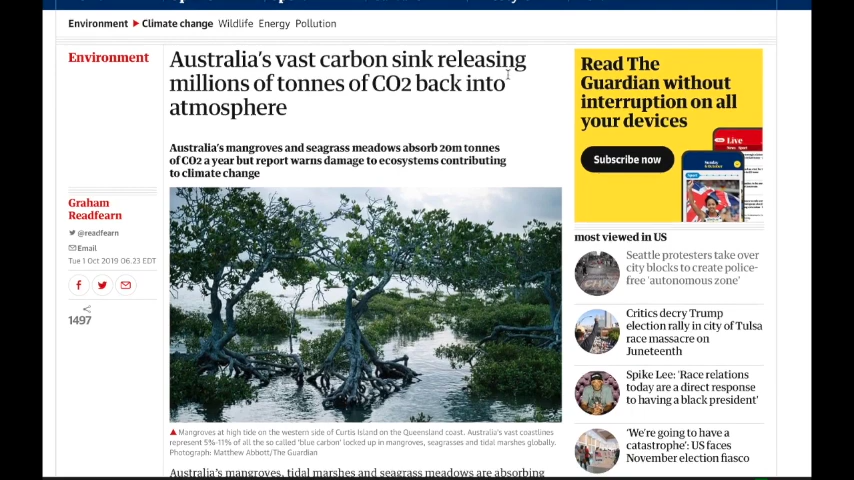 Environment ▶ Climate change Wildlife Energy Pollution
Environment
Australia's vast carbon sink releasing
millions of tonnes of CO2 back into
atmosphere
Australia's mangroves and seagrass meadows absorb 20m tonnes
of CO2 a year but report warns damage to ecosystems contributing
to climate change
Graham
Readfearn
@readfearn
Email
Tue 1 Oct 2019 06.23 EDT
1497
▲ Mangroves at high tide on the western side of Curtis Island on the Queensland coast. Australia's vast coastlines
represent 5%-11% of all the so called 'blue carbon' locked up in mangroves, seagrasses and tidal marshes globally.
Photograph: Matthew Abbott/The Guardian
Australia's mangroves, tidal marshes and seagrass meadows are absorbing
Read The
Guardian without
interruption on all
your devices
Subscribe now
Live
most viewed in US
Seattle protesters take over
city blocks to create police-
free 'autonomous zone'
Critics decry Trump
election rally in city of Tulsa
race massacre on
Juneteenth
Spike Lee: 'Race relations
today are a direct response
to having a black president'
'We're going to have a
catastrophe': US faces
November election fiasco